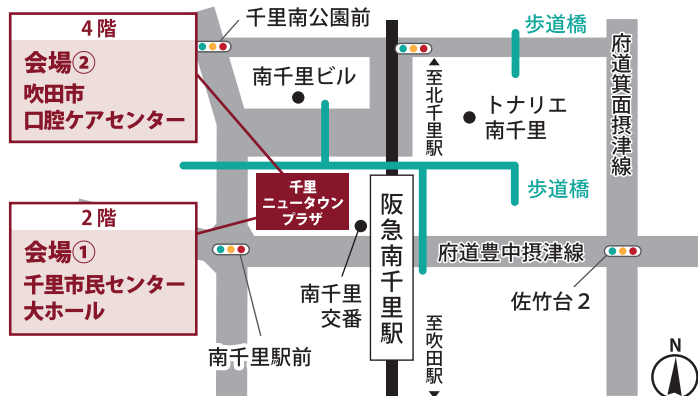 4階
会場②
吹田市
口腔ケアセンター
2階
会場①
千里市民センター
大ホール
千里南公園前
南千里ビル
千里
ニュータウン
プラザ
南千里
交番
南千里駅前
阪急南千里駅
至北千里駅
至吹田駅
トナリエ
南千里
歩道橋
歩道橋
府道箕面摂津線
府道豊中摂津線
佐竹台2
N